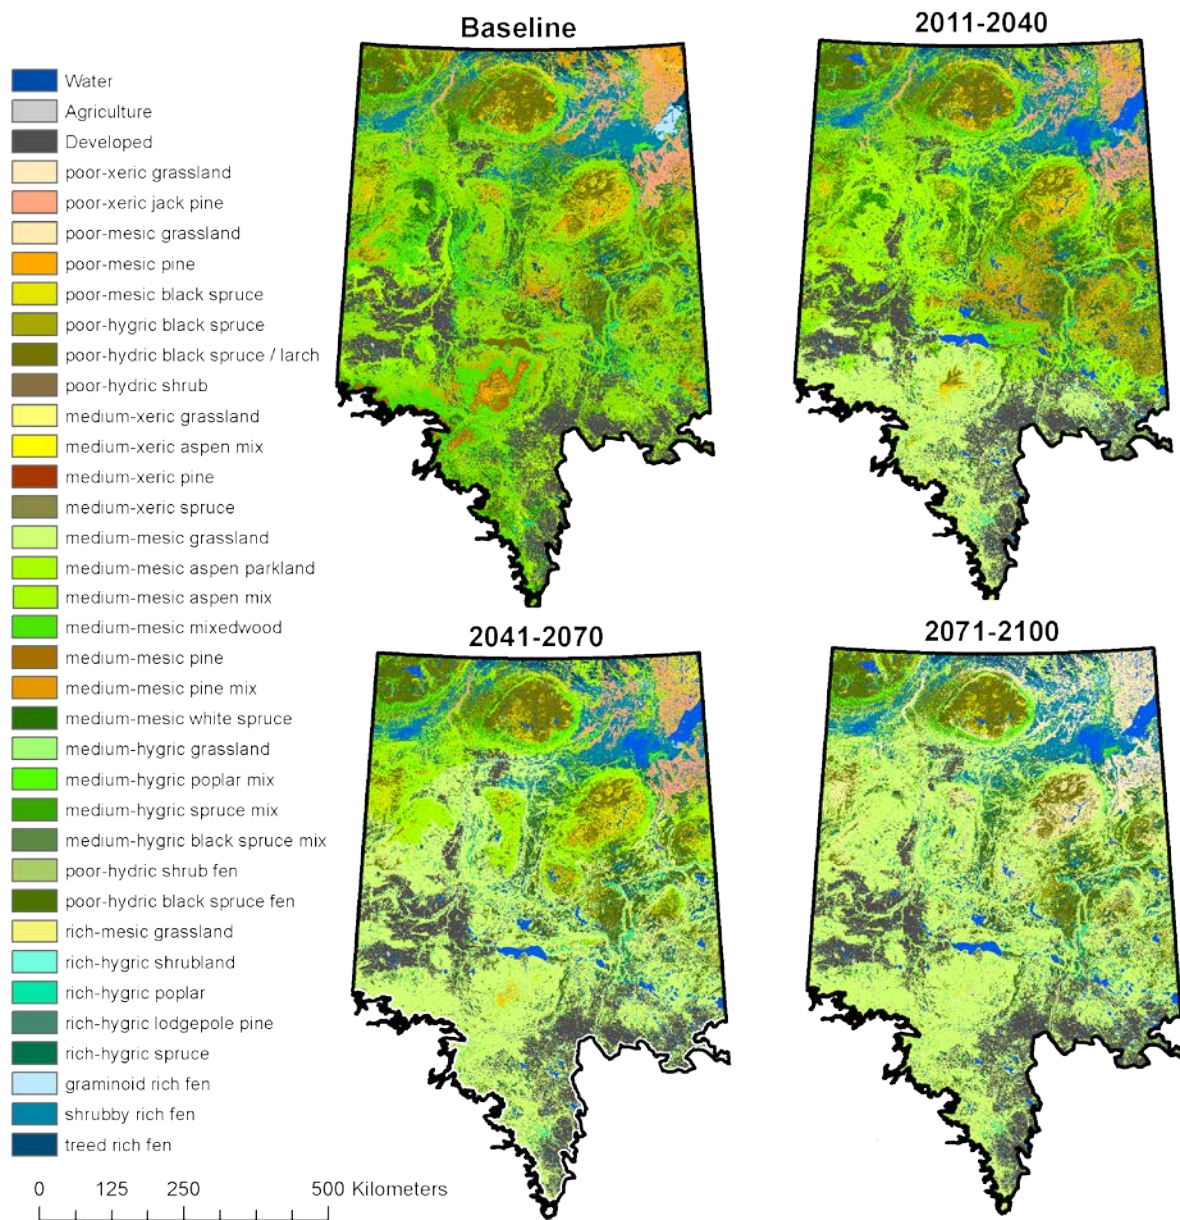 Baseline
2011-2040
Water
Agriculture
Developed
poor-xeric grassland
poor-xeric jack pine
poor-mesic grassland
poor-mesic pine
poor-mesic black spruce
poor-hygric black spruce
poor-hydric black spruce / larch
poor-hydric shrub
medium-xeric grassland
medium-xeric aspen mix
medium-xeric pine
medium-xeric spruce
medium-mesic grassland
medium-mesic aspen parkland
medium-mesic aspen mix
medium-mesic mixedwood
medium-mesic pine
medium-mesic pine mix
medium-mesic white spruce
medium-hygric grassland
medium-hygric poplar mix
medium-hygric spruce mix
medium-hygric black spruce mix
poor-hydric shrub fen
poor-hydric black spruce fen
rich-mesic grassland
rich-hygric shrubland
rich-hygric poplar
rich-hygric lodgepole pine
rich-hygric spruce
graminoid rich fen
shrubby rich fen
treed rich fen
2041-2070
2071-2100
0 125 250 500 Kilometers